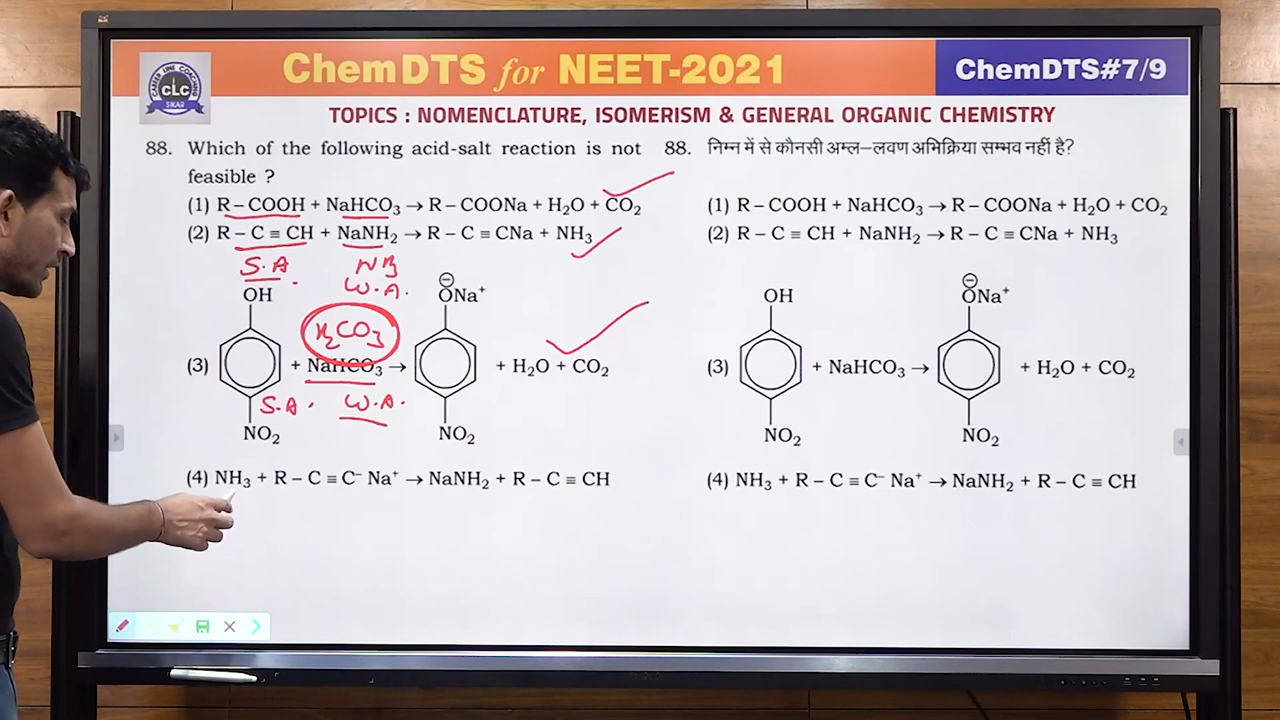 ChemDTS for NEET-2021
ChemDTS#7/9
CAREER LINE COACHING
CLC
SIKAR
TOPICS : NOMENCLATURE, ISOMERISM & GENERAL ORGANIC CHEMISTRY
88. Which of the following acid-salt reaction is not
feasible ?
(1) R – COOH + NaHCO₃ → R – COONa + H₂O + CO₂
(2) R – C ≡ CH + NaNH₂ → R – C ≡ CNa + NH₃
S.A.
NH₃
W.A.
OH
⊖
ONa⁺
H₂CO₃
(3) + NaHCO₃ → + H₂O + CO₂
S.A. W.A.
NO₂ NO₂
(4) NH₃ + R – C ≡ C⁻ Na⁺ → NaNH₂ + R – C ≡ CH
88. निम्न में से कौनसी अम्ल–लवण अभिक्रिया सम्भव नहीं है?
(1) R – COOH + NaHCO₃ → R – COONa + H₂O + CO₂
(2) R – C ≡ CH + NaNH₂ → R – C ≡ CNa + NH₃
OH
⊖
ONa⁺
(3) + NaHCO₃ → + H₂O + CO₂
NO₂ NO₂
(4) NH₃ + R – C ≡ C⁻ Na⁺ → NaNH₂ + R – C ≡ CH